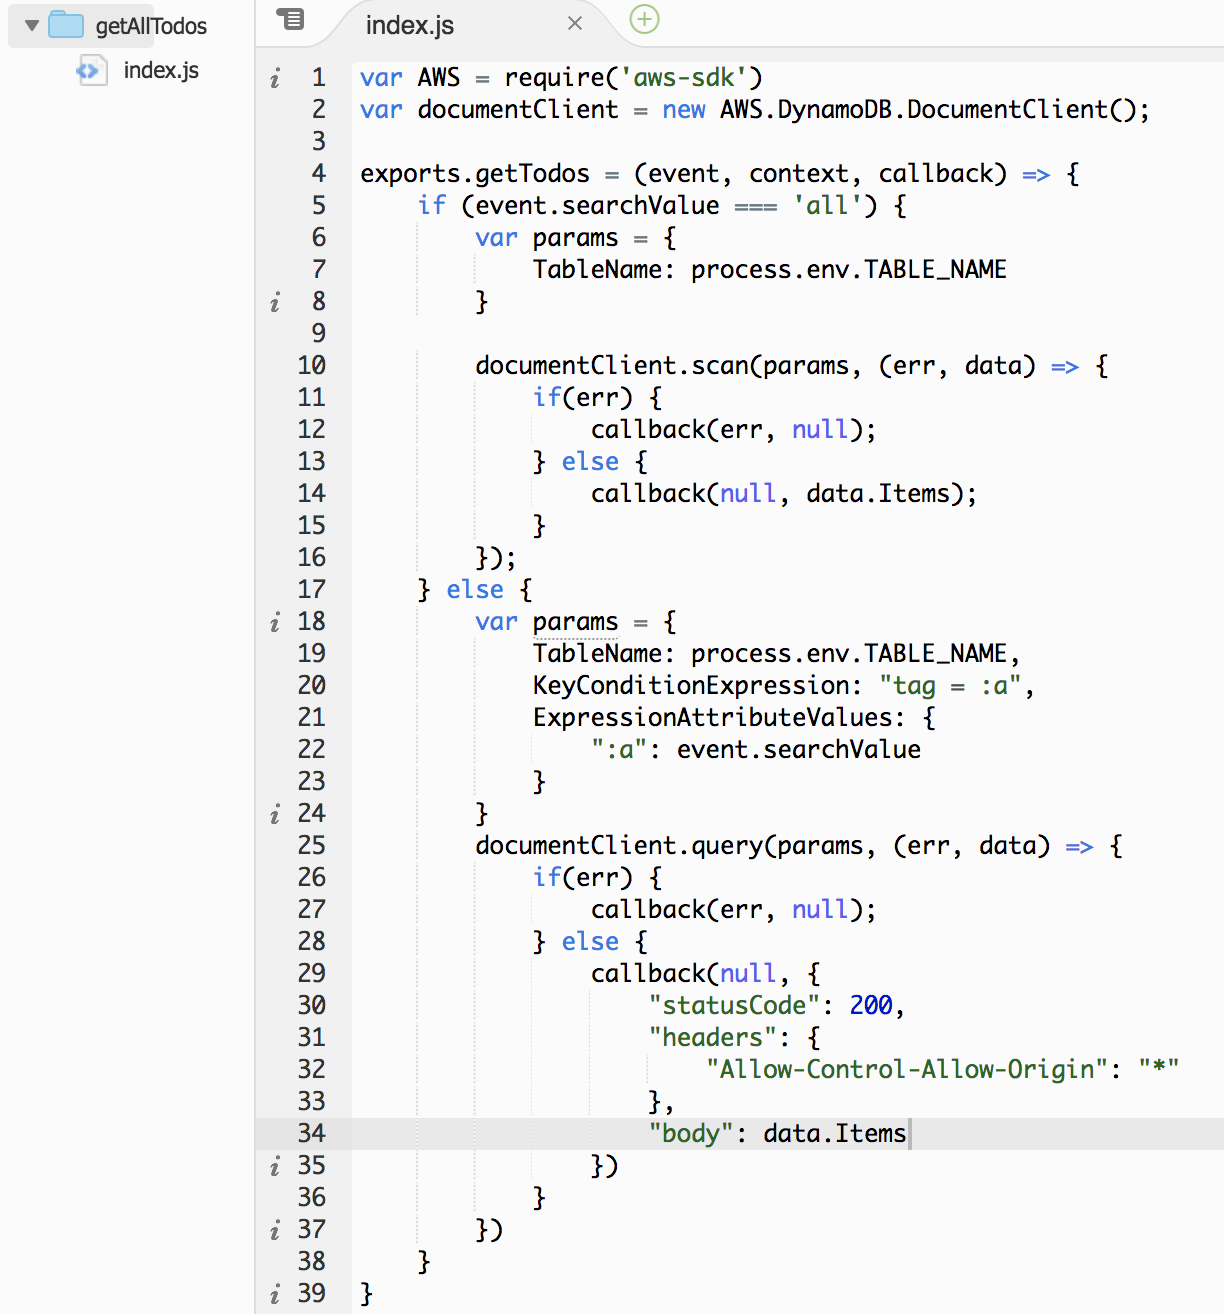 getAllTodos
index.js
index.js
i 1 var AWS = require('aws-sdk')
2 var documentClient = new AWS.DynamoDB.DocumentClient();
3
4 exports.getTodos = (event, context, callback) => {
5     if (event.searchValue === 'all') {
6         var params = {
7             TableName: process.env.TABLE_NAME
i 8         }
9
10         documentClient.scan(params, (err, data) => {
11             if(err) {
12                 callback(err, null);
13             } else {
14                 callback(null, data.Items);
15             }
16         });
17     } else {
i 18         var params = {
19             TableName: process.env.TABLE_NAME,
20             KeyConditionExpression: "tag = :a",
21             ExpressionAttributeValues: {
22                 ":a": event.searchValue
23             }
i 24         }
25         documentClient.query(params, (err, data) => {
26             if(err) {
27                 callback(err, null);
28             } else {
29                 callback(null, {
30                     "statusCode": 200,
31                     "headers": {
32                         "Allow-Control-Allow-Origin": "*"
33                     },
34                     "body": data.Items
i 35                 })
36             }
i 37         })
38     }
i 39 }